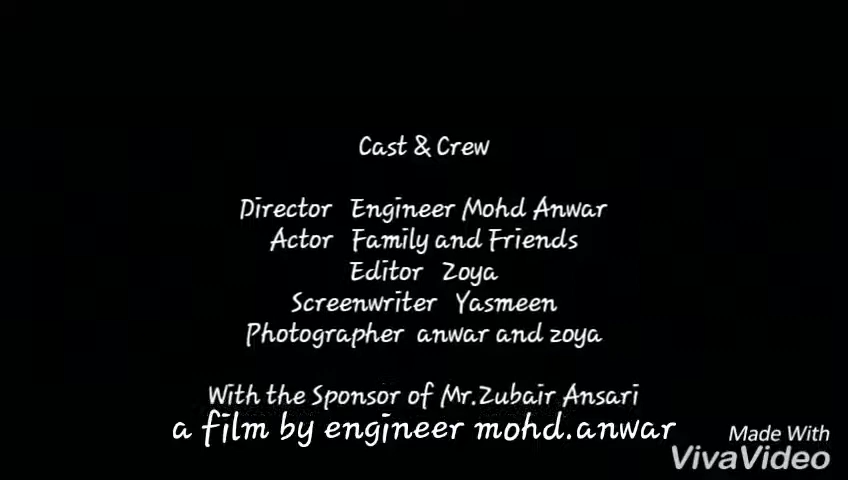 Cast & Crew
Director Engineer Mohd Anwar
Actor Family and Friends
Editor Zoya
Screenwriter Yasmeen
Photographer anwar and zoya
With the Sponsor of Mr.Zubair Ansari
a film by engineer mohd.anwar
Made With
VivaVideo